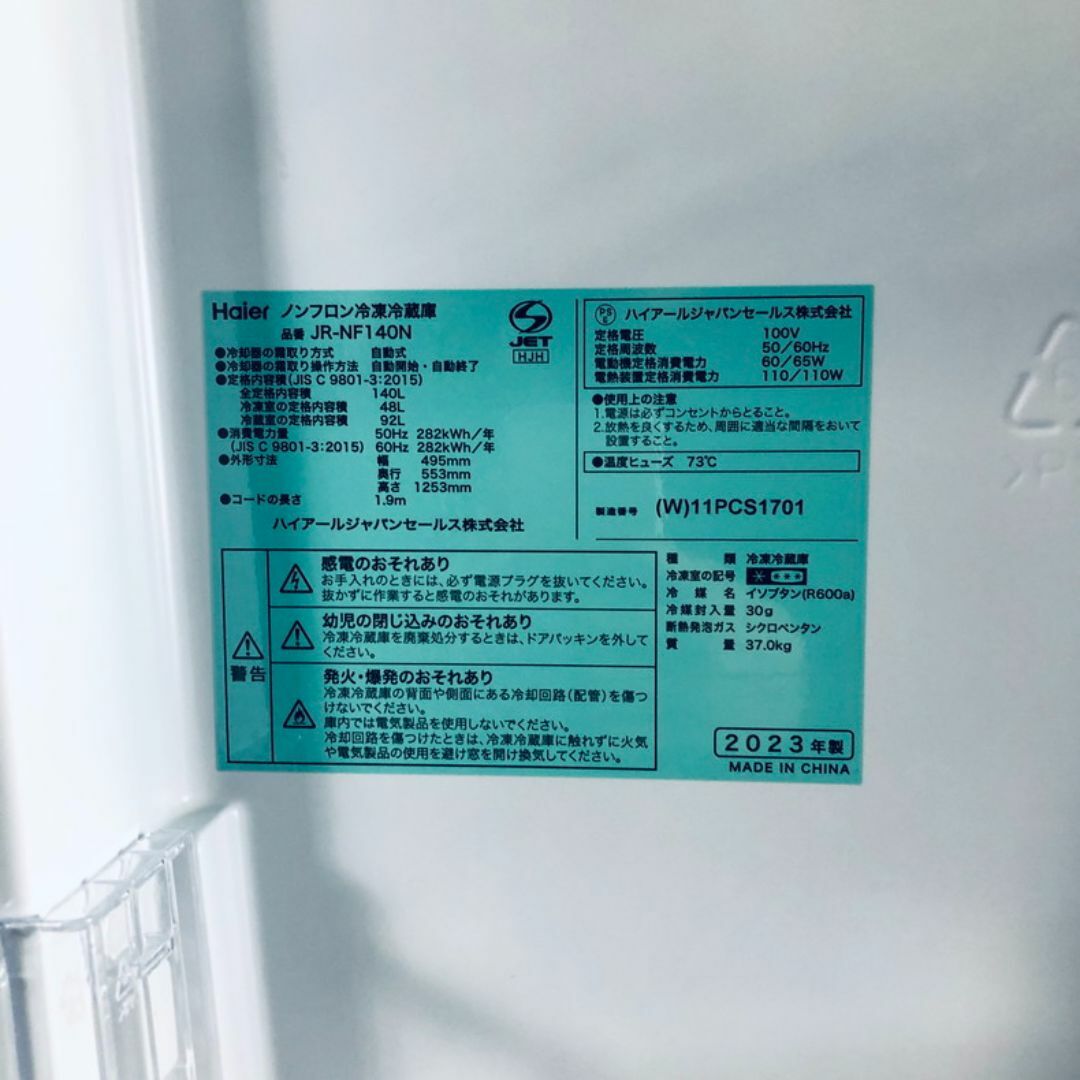 Haier ノンフロン冷凍冷蔵庫
品番 JR-NF140N
JET
HJH
●冷却器の霜取り方式 自動式
●冷却器の霜取り操作方法 自動開始・自動終了
●定格内容積(JIS C 9801-3:2015)
全定格内容積 140L
冷凍室の定格内容積 48L
冷蔵室の定格内容積 92L
●消費電力量 50Hz 282kWh/年
(JIS C 9801-3:2015) 60Hz 282kWh/年
●外形寸法 幅 495mm
奥行 553mm
高さ 1253mm
●コードの長さ 1.9m
ハイアールジャパンセールス株式会社
PSE ハイアールジャパンセールス株式会社
定格電圧 100V
定格周波数 50/60Hz
電動機定格消費電力 60/65W
電熱装置定格消費電力 110/110W
●使用上の注意
1.電源は必ずコンセントからとること。
2.放熱を良くするため、周囲に適当な間隔をおいて
設置すること。
●温度ヒューズ 73℃
製造番号 (W)11PCS1701
警告
感電のおそれあり
お手入れのときには、必ず電源プラグを抜いてください。
抜かずに作業すると感電のおそれがあります。
幼児の閉じ込みのおそれあり
冷凍冷蔵庫を廃棄処分するときは、ドアパッキンを外して
ください。
発火・爆発のおそれあり
冷凍冷蔵庫の背面や側面にある冷却回路(配管)を傷つ
けないでください。
庫内では電気製品を使用しないでください。
冷却回路を傷つけたときは、冷凍冷蔵庫に触れずに火気
や電気製品の使用を避け窓を開け換気してください。
種類 冷凍冷蔵庫
冷凍室の記号
冷媒名 イソブタン(R600a)
冷媒封入量 30g
断熱発泡ガス シクロペンタン
質量 37.0kg
2023年製
MADE IN CHINA